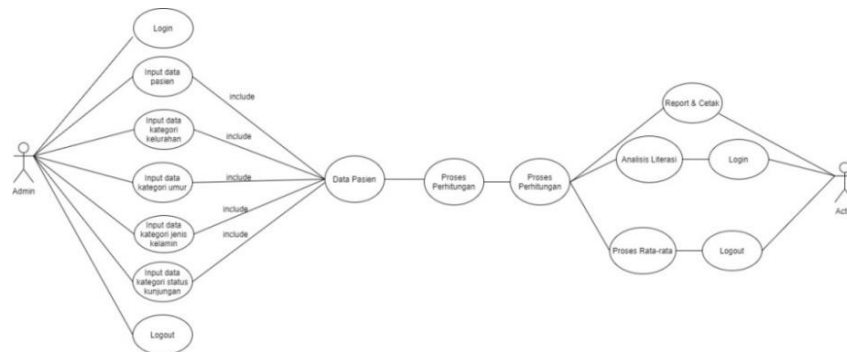 Login
Input data
pasien
include
Input data
kategori
kelurahan
include
Input data
kategori umur
include
Input data
kategori jenis
kelamin
include
Input data
kategori status
kunjungan
include
Logout
Admin
Data Pasien
Proses
Perhitungan
Proses
Perhitungan
Report & Cetak
Analisis Literasi
Login
Proses Rata-rata
Logout
Act